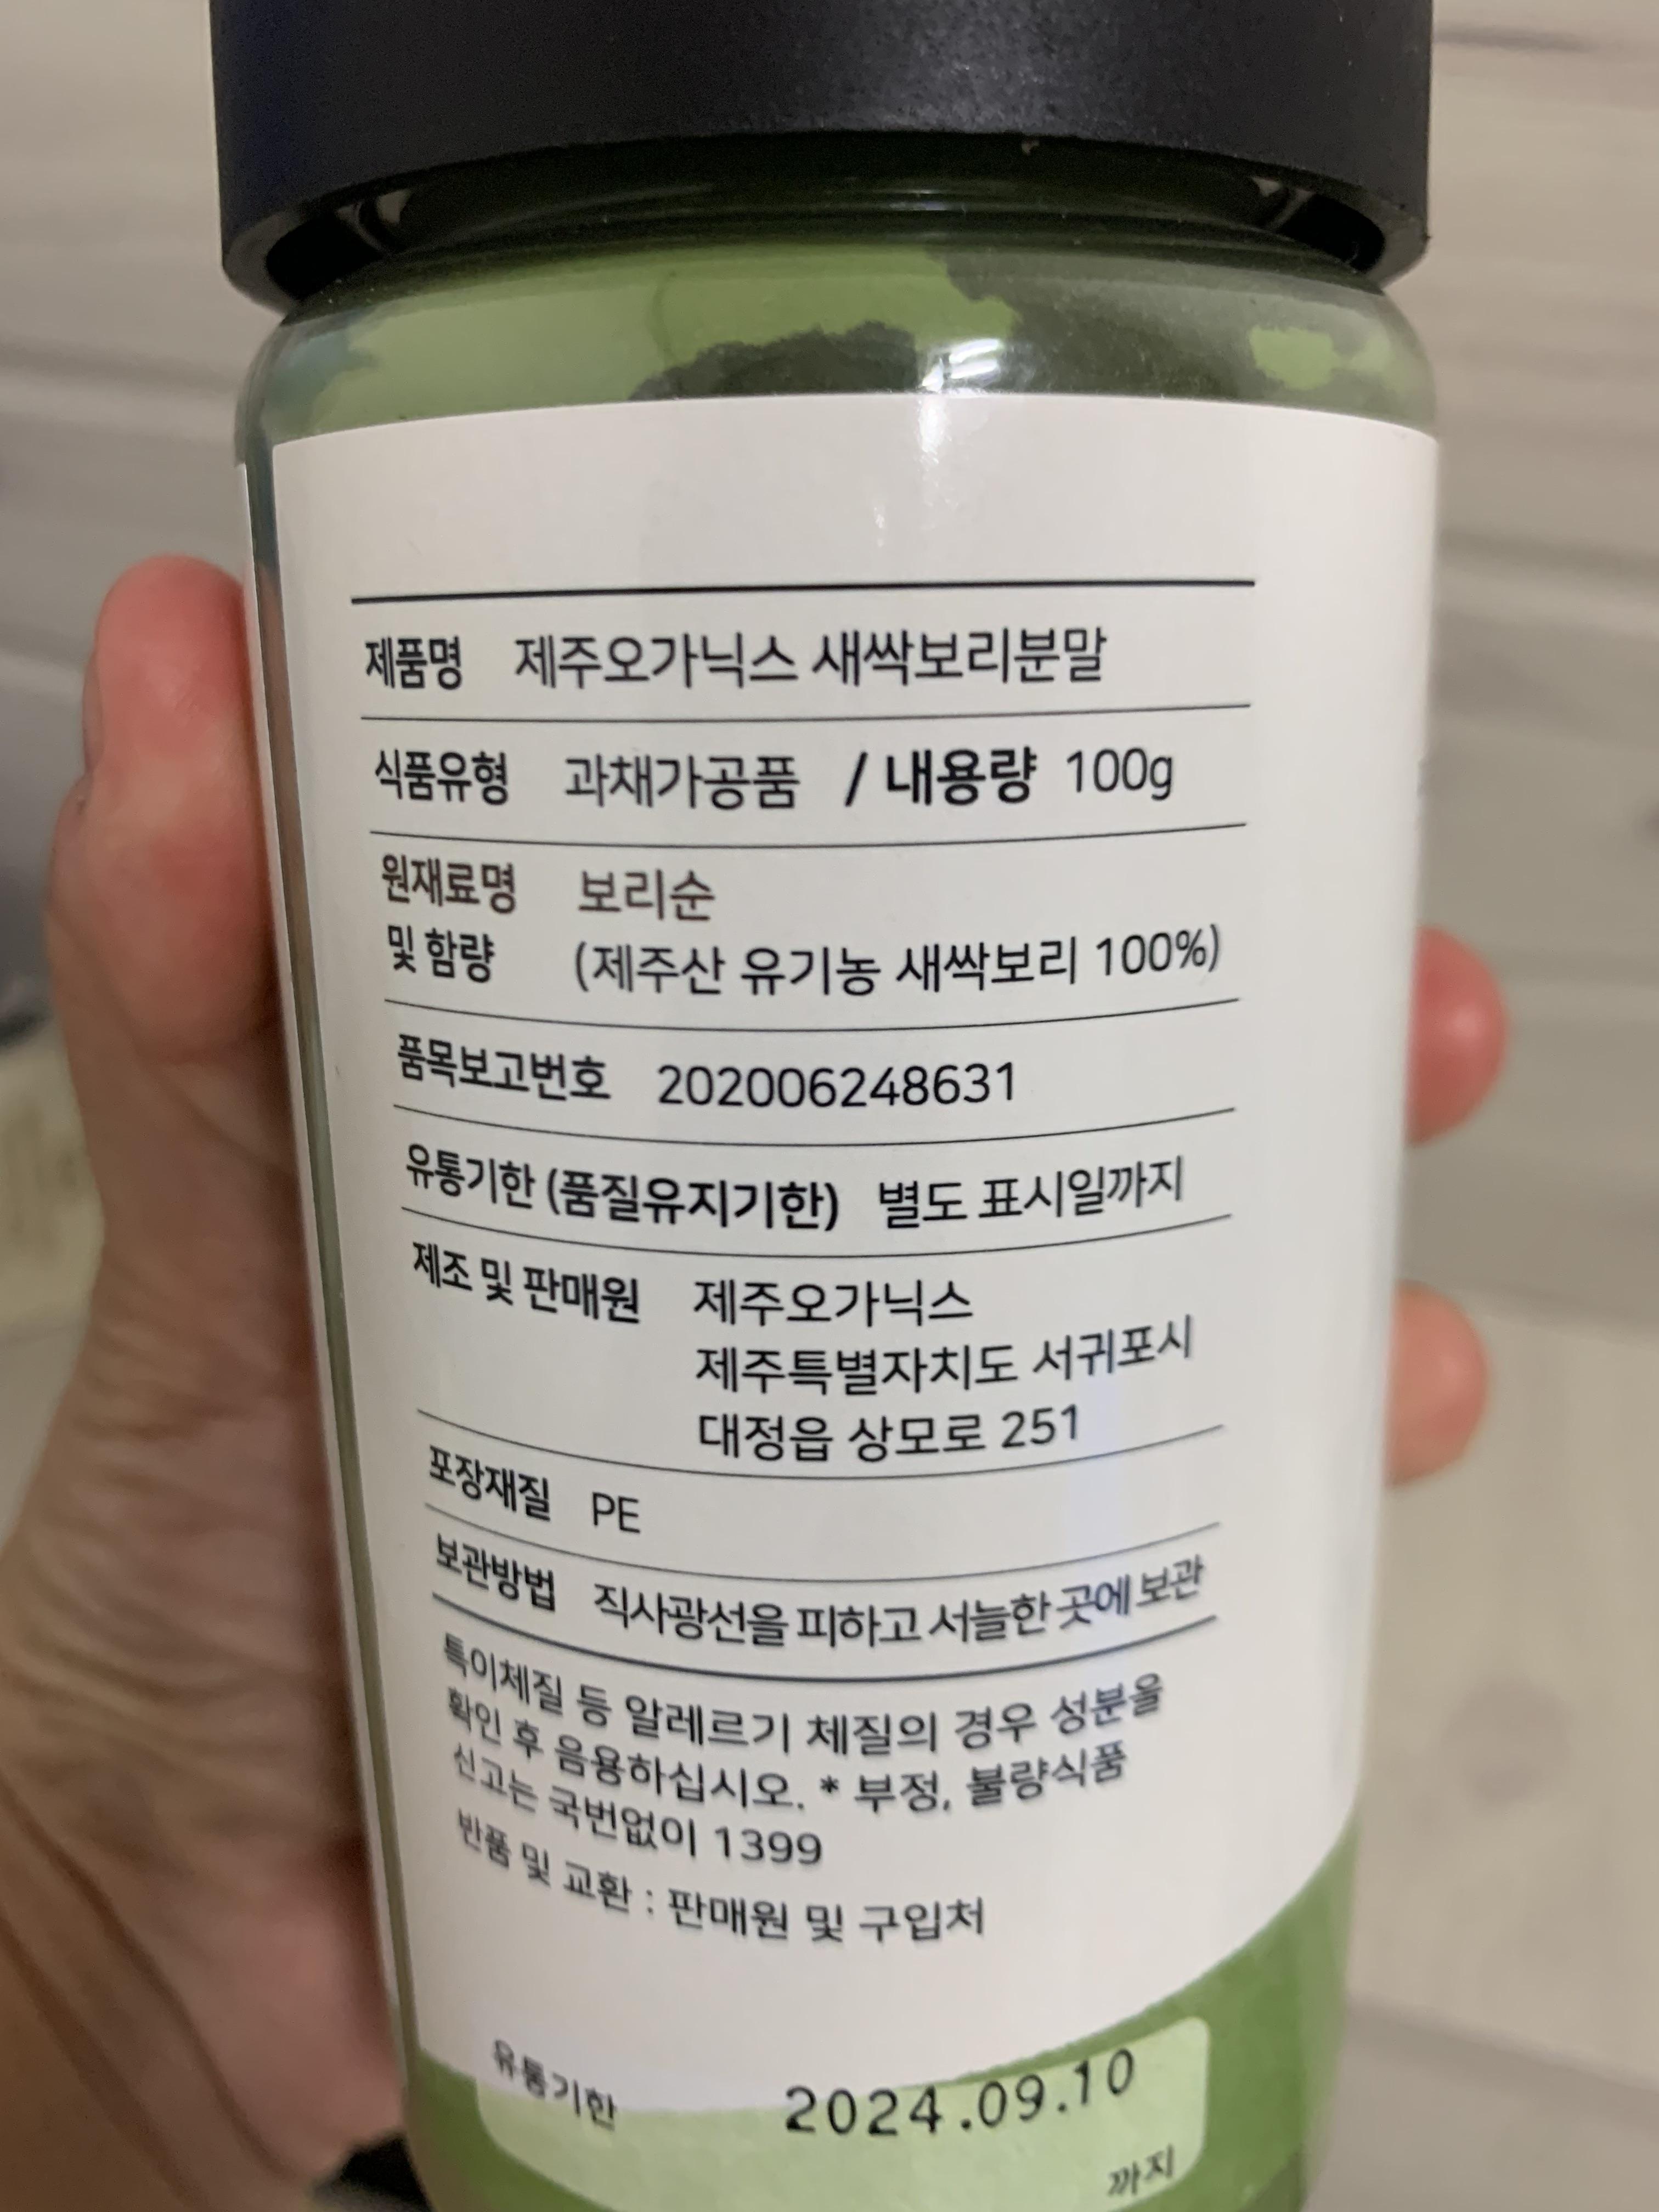 제품명 제주오가닉스 새싹보리분말
식품유형 과채가공품 / 내용량 100g
원재료명 보리순
및 함량 (제주산 유기농 새싹보리 100%)
품목보고번호 202006248631
유통기한 (품질유지기한) 별도 표시일까지
제조 및 판매원 제주오가닉스
제주특별자치도 서귀포시
대정읍 상모로 251
포장재질 PE
보관방법 직사광선을 피하고 서늘한 곳에 보관
특이체질 등 알레르기 체질의 경우 성분을
확인 후 음용하십시오. * 부정, 불량식품
신고는 국번없이 1399
반품 및 교환 : 판매원 및 구입처
유통기한 2024.09.10
까지